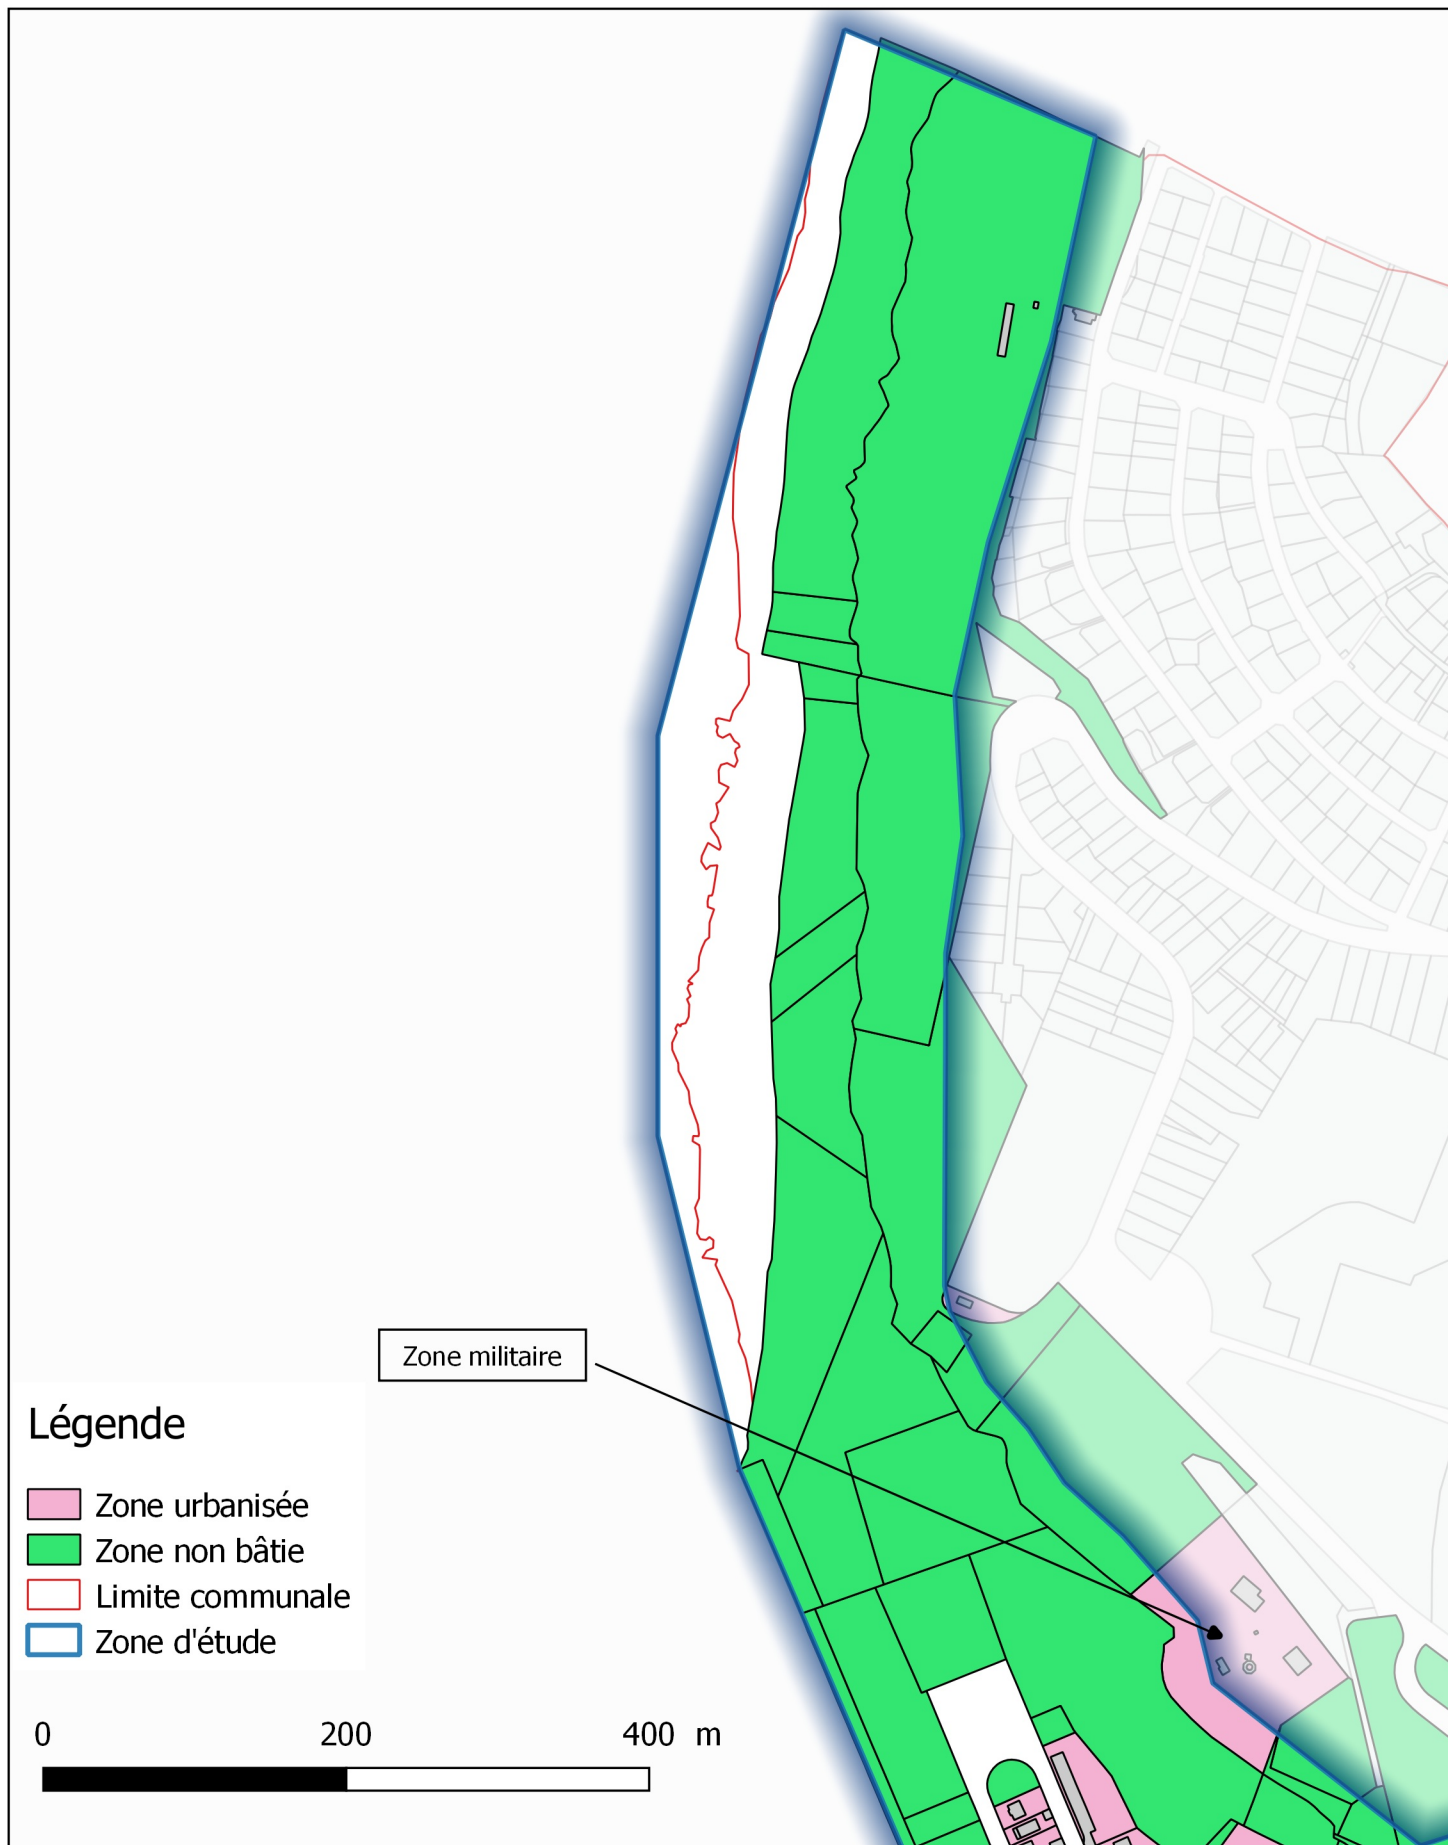 Zone militaire
Légende
Zone urbanisée
Zone non bâtie
Limite communale
Zone d'étude
0 200 400 m